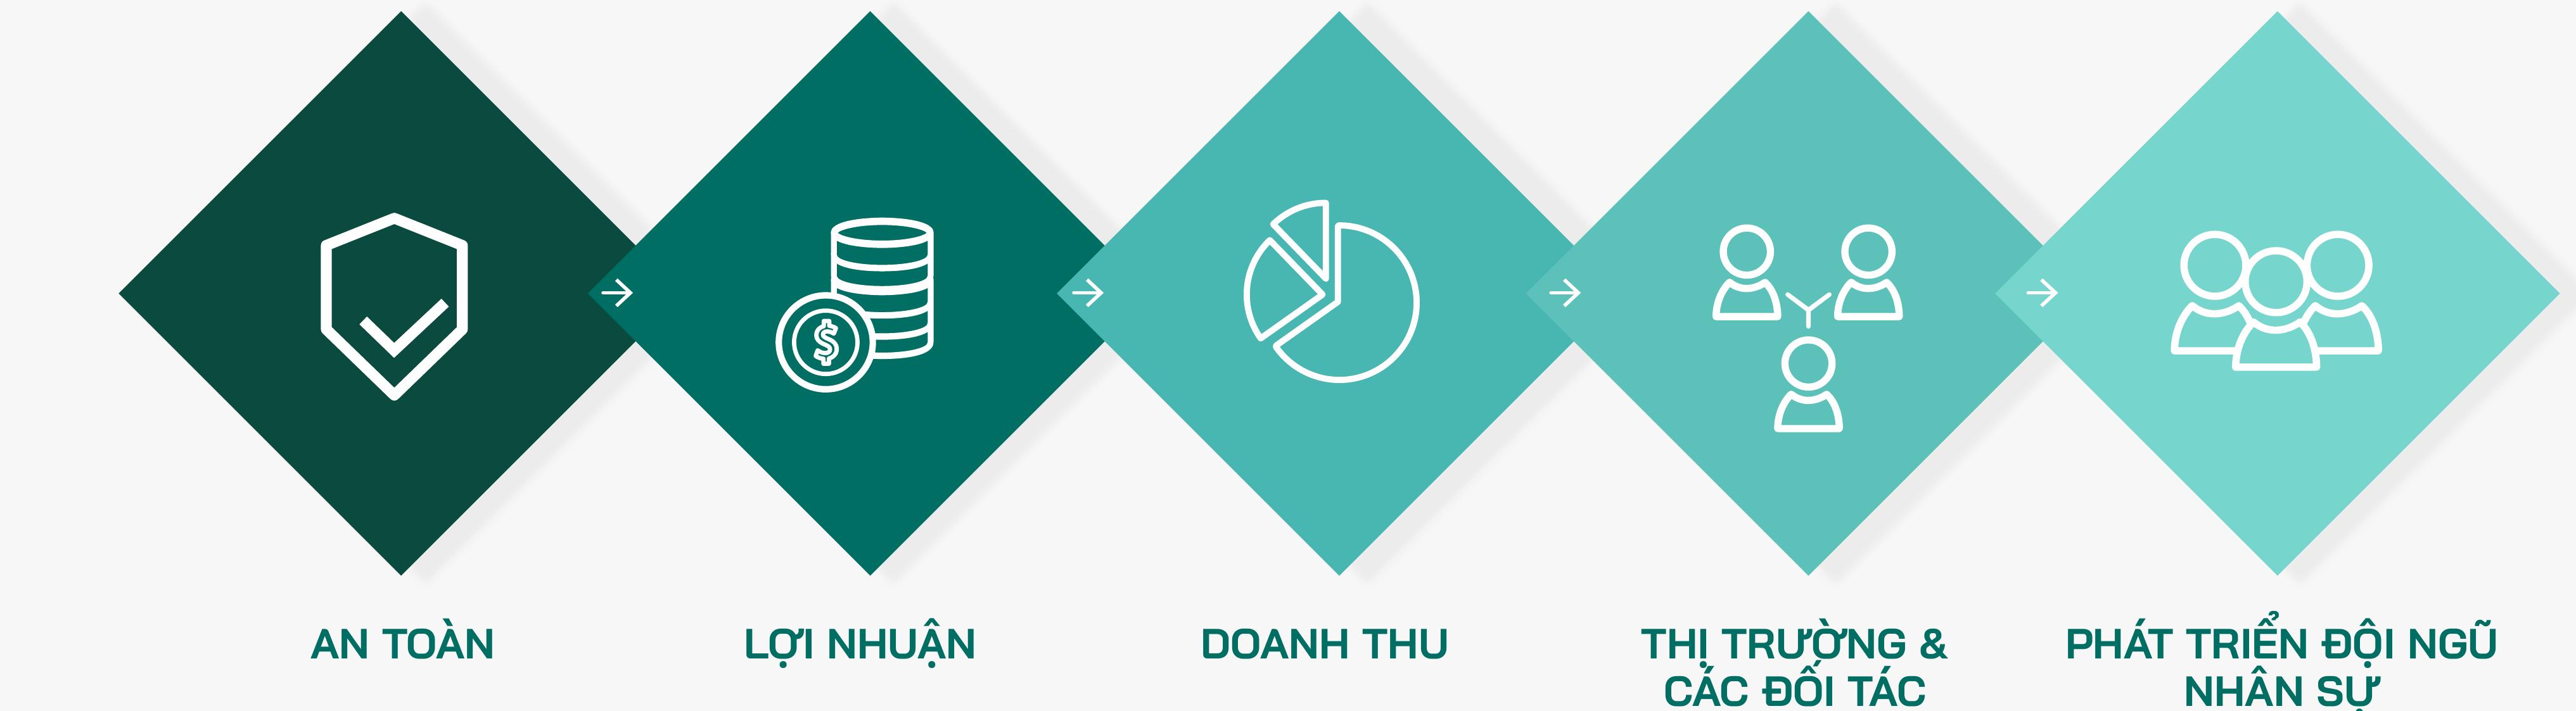 $
AN TOÀN
LỢI NHUẬN
DOANH THU
THỊ TRƯỜNG &
CÁC ĐỐI TÁC
PHÁT TRIỂN ĐỘI NGŨ
NHÂN SỰ